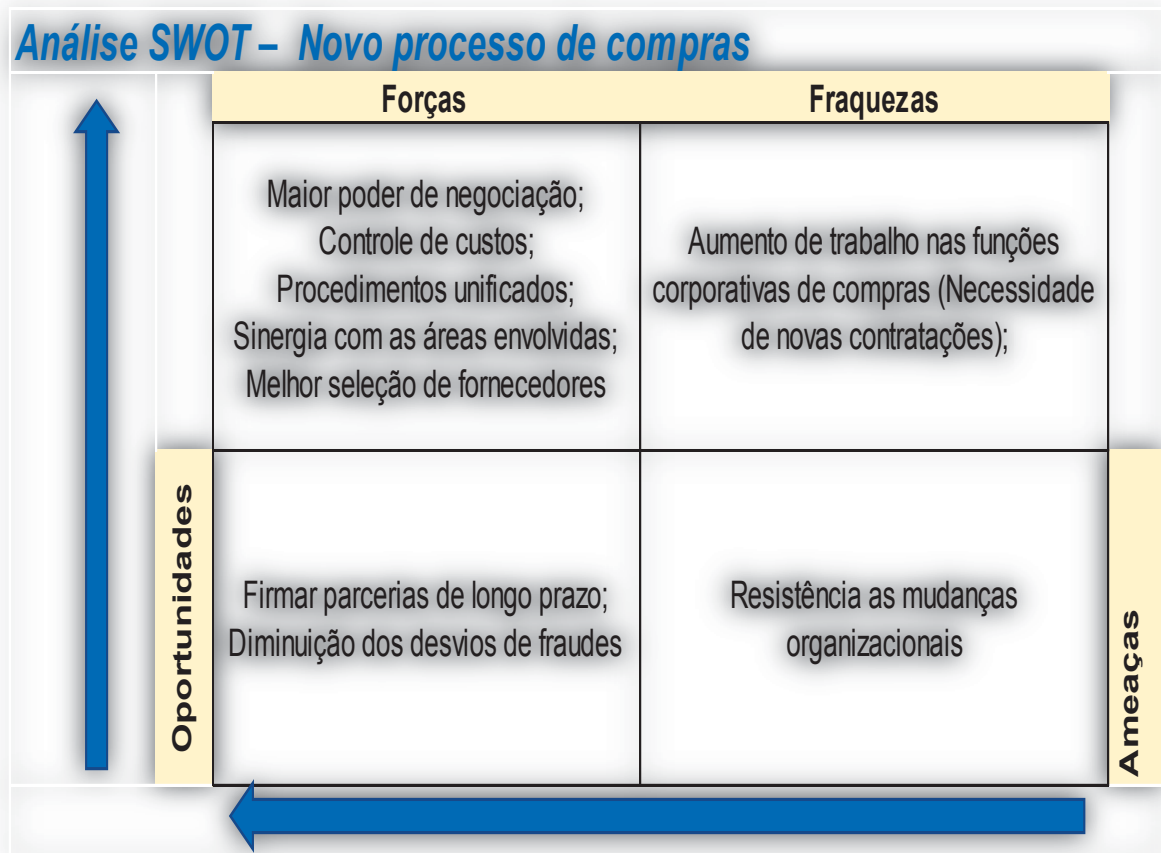 Análise SWOT – Novo processo de compras
Forças
Fraquezas
Maior poder de negociação;
Controle de custos;
Procedimentos unificados;
Sinergia com as áreas envolvidas;
Melhor seleção de fornecedores
Aumento de trabalho nas funções
corporativas de compras (Necessidade
de novas contratações);
Oportunidades
Firmar parcerias de longo prazo;
Diminuição dos desvios de fraudes
Resistência as mudanças
organizacionais
Ameaças